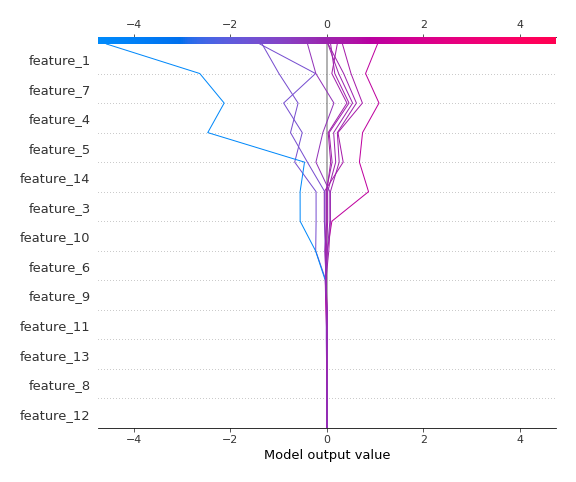 −4 −2 0 2 4
feature_1
feature_7
feature_4
feature_5
feature_14
feature_3
feature_10
feature_6
feature_9
feature_11
feature_13
feature_8
feature_12
−4 −2 0 2 4
Model output value